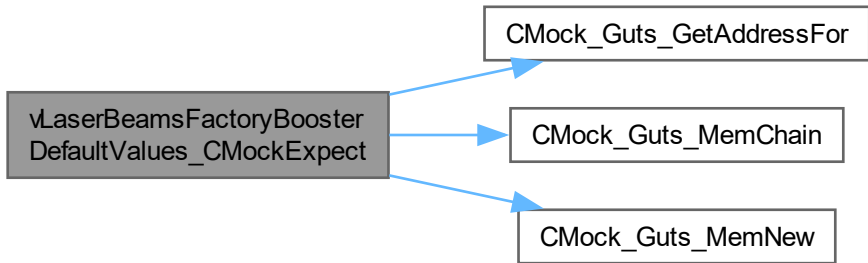 vLaserBeamsFactoryBooster
DefaultValues_CMockExpect
CMock_Guts_GetAddressFor
CMock_Guts_MemChain
CMock_Guts_MemNew